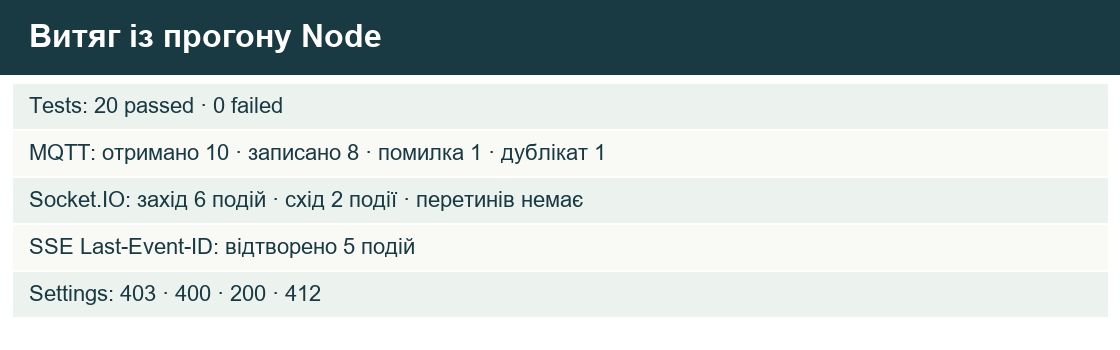 Витяг із прогону Node
Tests: 20 passed · 0 failed
MQTT: отримано 10 · записано 8 · помилка 1 · дублікат 1
Socket.IO: захід 6 подій · схід 2 події · перетинів немає
SSE Last-Event-ID: відтворено 5 подій
Settings: 403 · 400 · 200 · 412